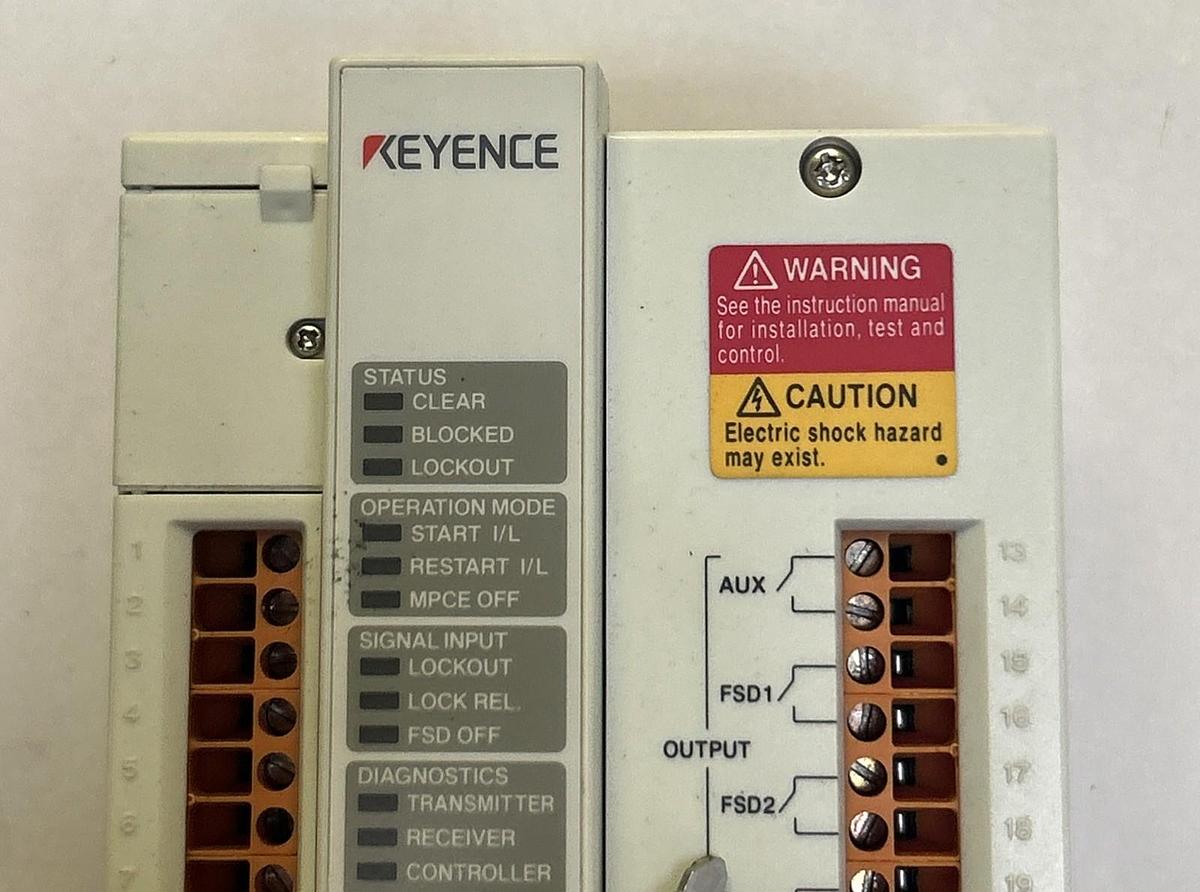 KEYENCE
WARNING
See the instruction manual
for installation, test and
control.
CAUTION
Electric shock hazard
may exist.
STATUS
CLEAR
BLOCKED
LOCKOUT
OPERATION MODE
START I/L
RESTART I/L
MPCE OFF
SIGNAL INPUT
LOCKOUT
LOCK REL.
FSD OFF
DIAGNOSTICS
TRANSMITTER
RECEIVER
CONTROLLER
1
2
3
4
5
6
7
AUX
FSD1
OUTPUT
FSD2
13
14
15
16
17
18
19